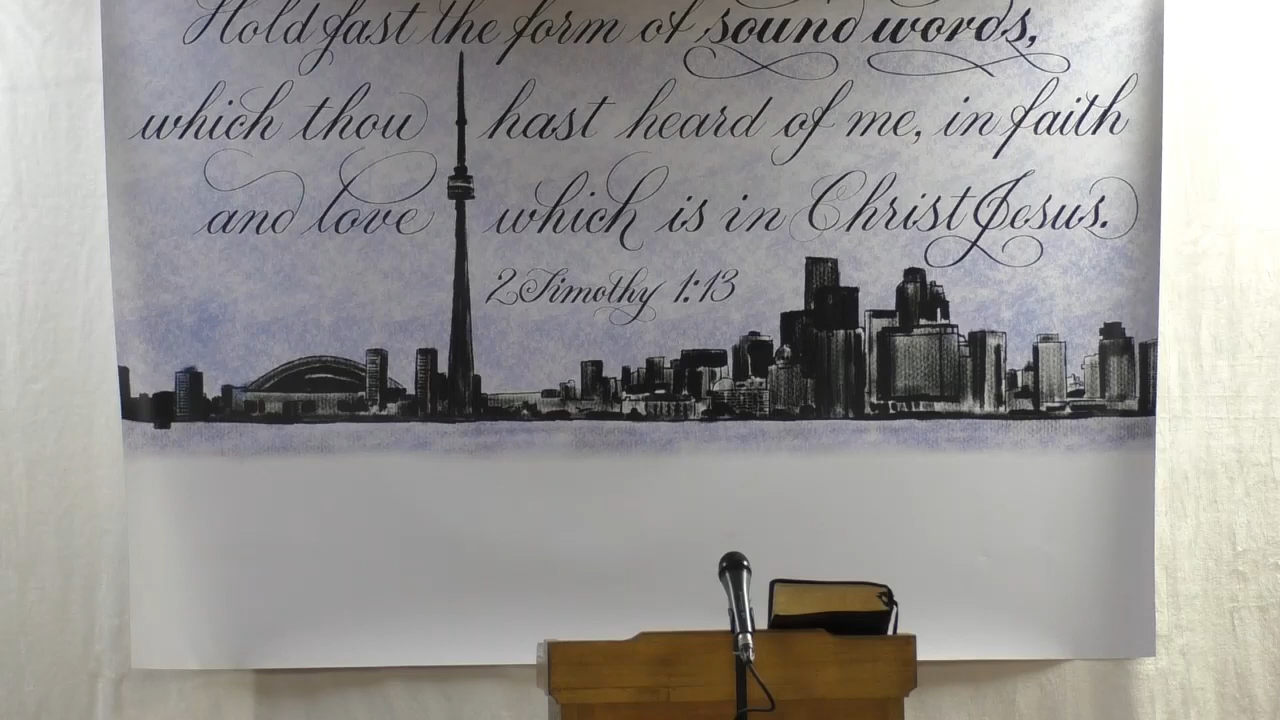 Hold fast the form of sound words,
which thou hast heard of me, in faith
and love which is in Christ Jesus.
2 Timothy 1:13